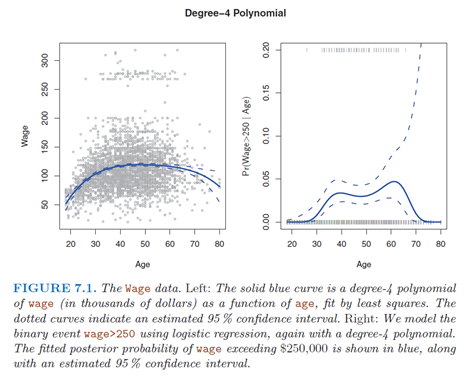 Degree−4 Polynomial
Wage
50 100 150 200 250 300
20 30 40 50 60 70 80
Age
Pr(Wage>250 | Age)
0.00 0.05 0.10 0.15 0.20
20 30 40 50 60 70 80
Age
FIGURE 7.1. The Wage data. Left: The solid blue curve is a degree-4 polynomial
of wage (in thousands of dollars) as a function of age, fit by least squares. The
dotted curves indicate an estimated 95 % confidence interval. Right: We model the
binary event wage>250 using logistic regression, again with a degree-4 polynomial.
The fitted posterior probability of wage exceeding $250,000 is shown in blue, along
with an estimated 95 % confidence interval.